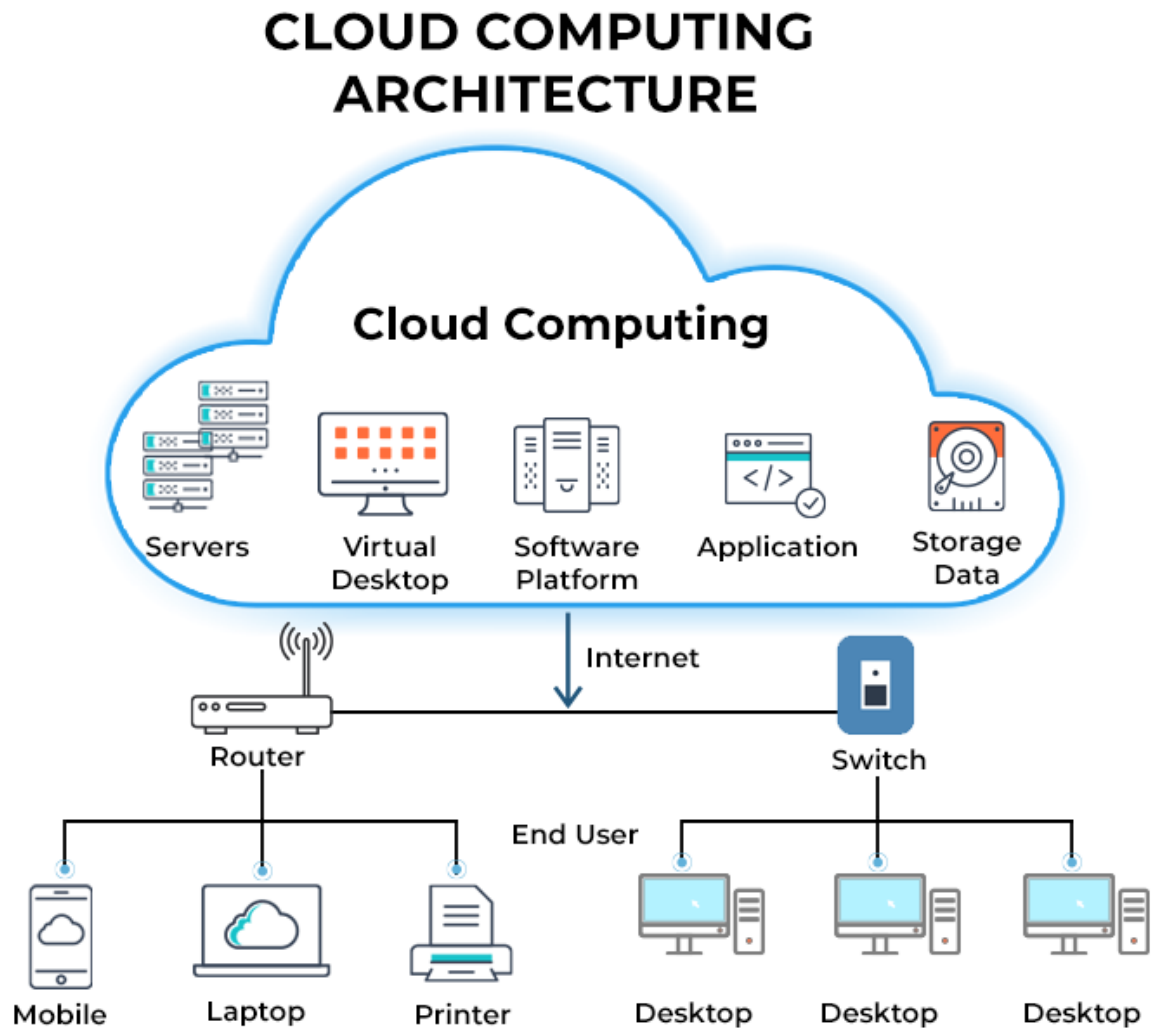 CLOUD COMPUTING
ARCHITECTURE
Cloud Computing
Servers
Virtual
Desktop
Software
Platform
Application
Storage
Data
Internet
Router
Switch
End User
Mobile
Laptop
Printer
Desktop
Desktop
Desktop